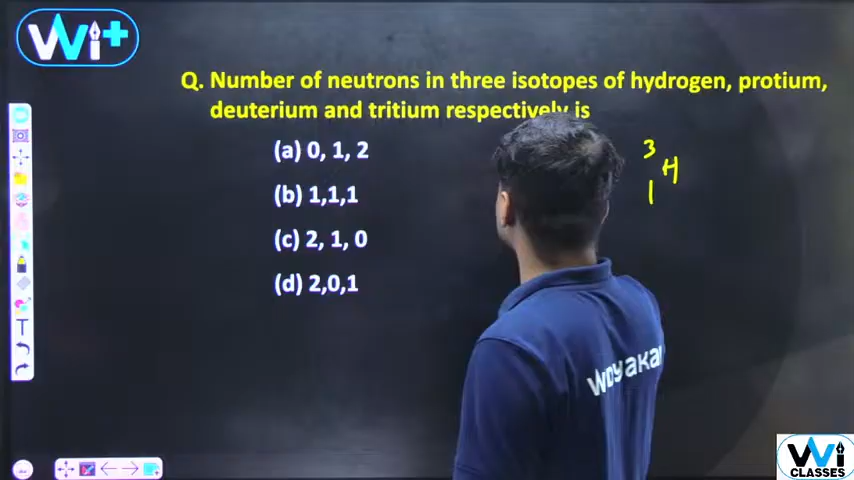 Wi+
Q. Number of neutrons in three isotopes of hydrogen, protium,
deuterium and tritium respectively is
(a) 0, 1, 2
(b) 1,1,1
(c) 2, 1, 0
(d) 2,0,1
3
H
1
T
CLASSES